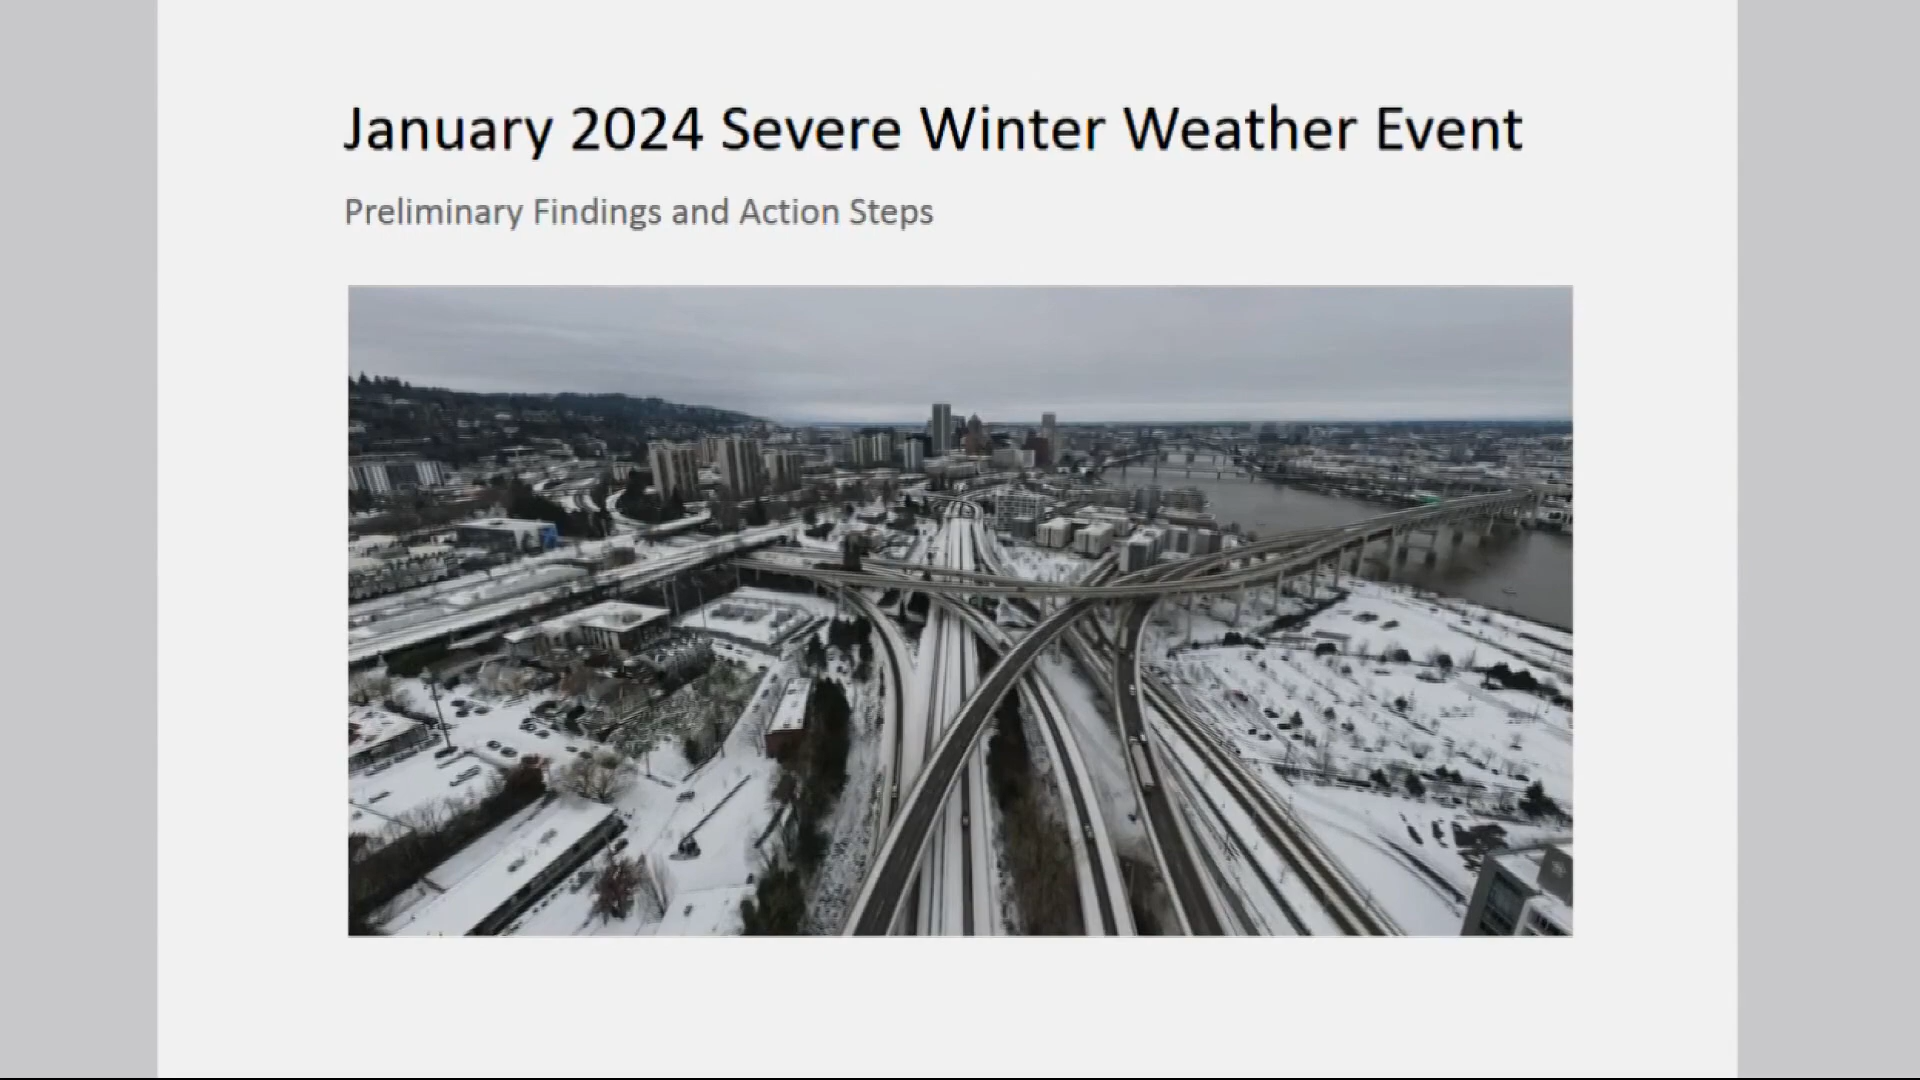 January 2024 Severe Winter Weather Event
Preliminary Findings and Action Steps